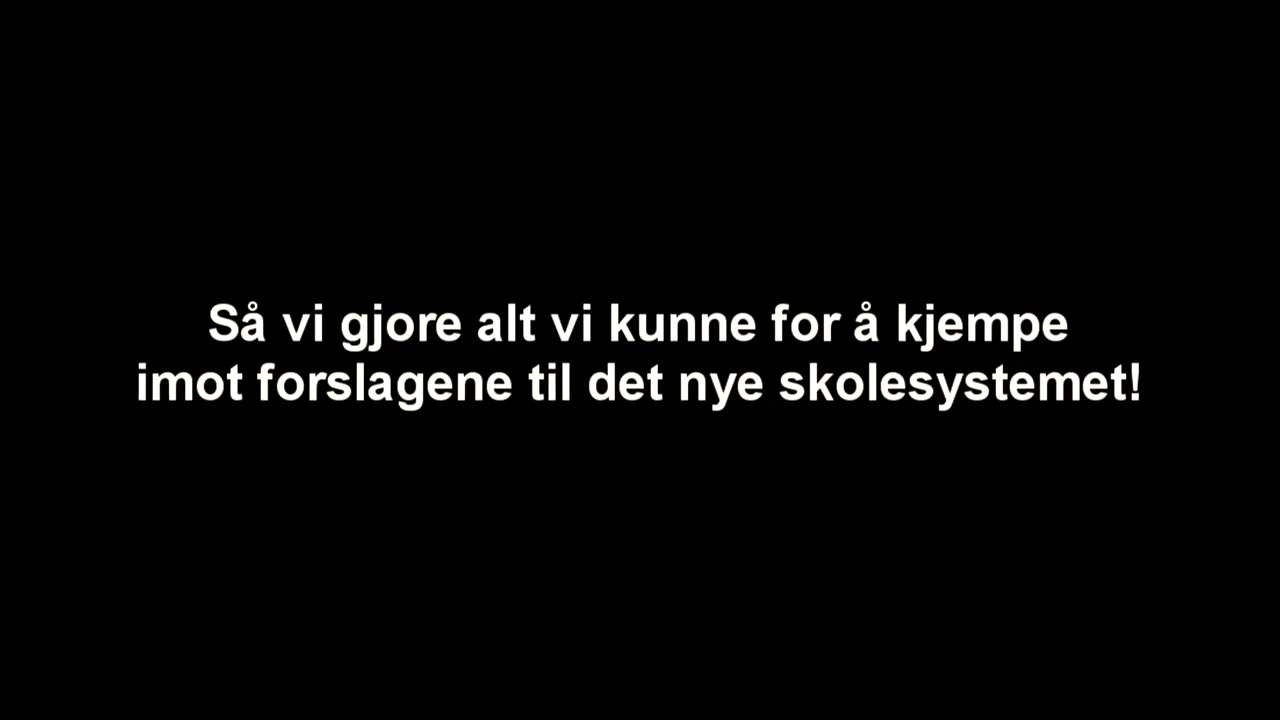 Så vi gjore alt vi kunne for å kjempe
imot forslagene til det nye skolesystemet!